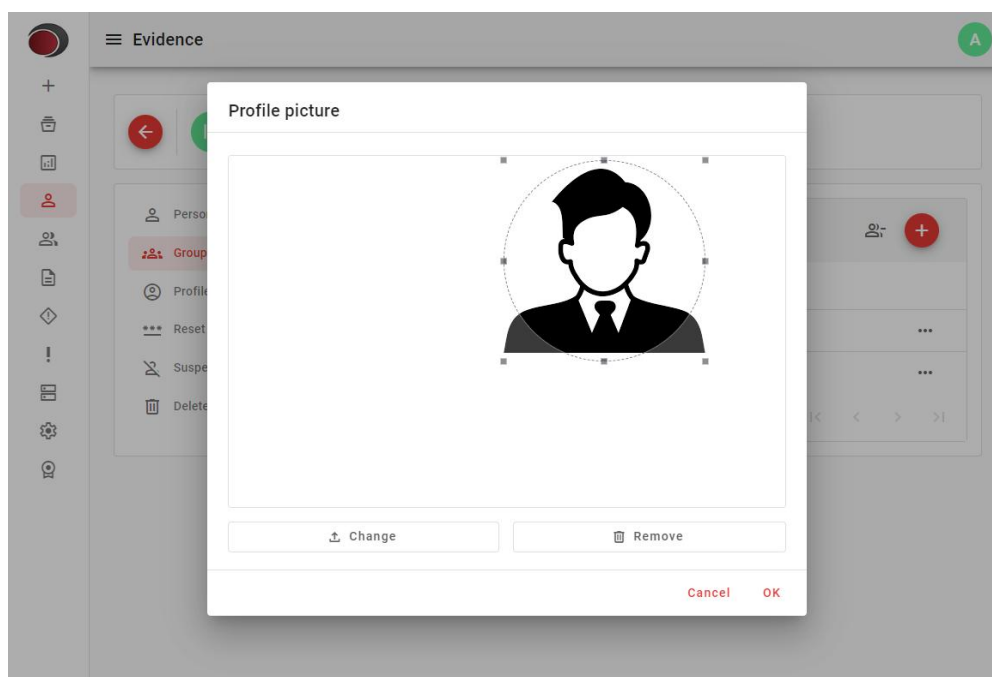 Evidence
A
Profile picture
Perso
Group
Profile
Reset
Suspe
Delete
Change
Remove
Cancel
OK